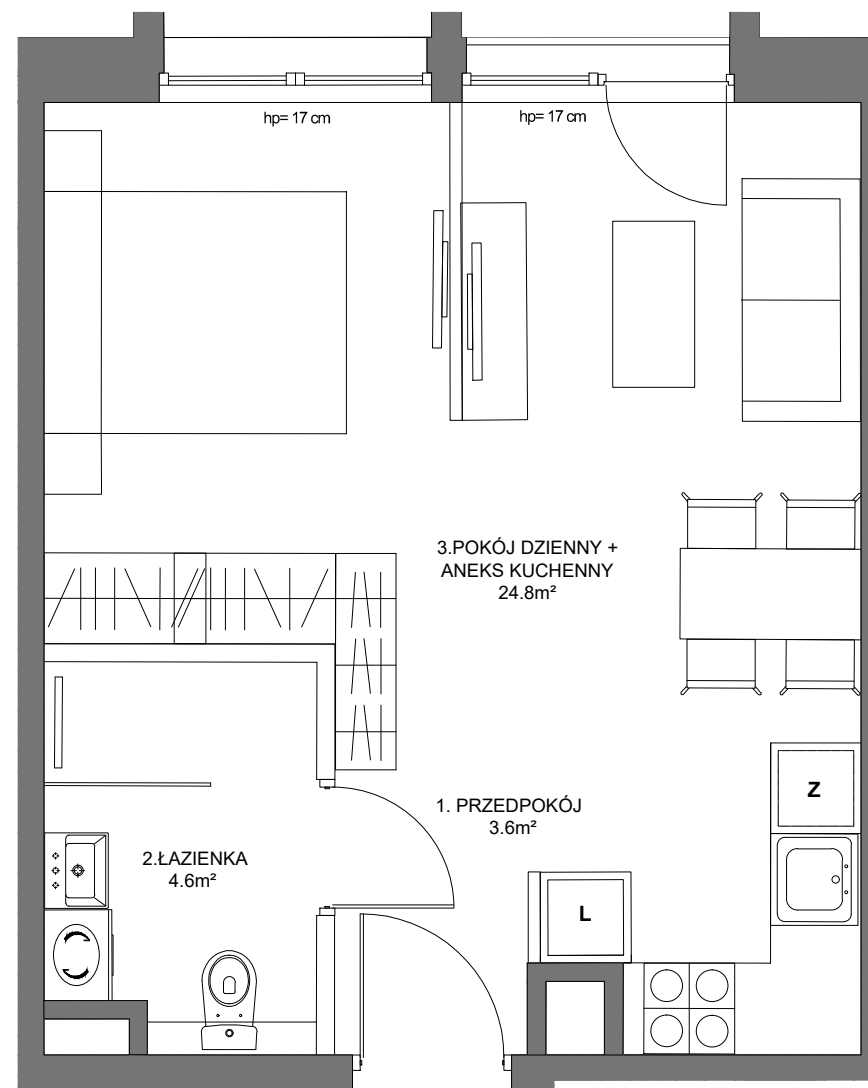 hp= 17 cm
hp= 17 cm
3.POKÓJ DZIENNY +
ANEKS KUCHENNY
24.8m²
1. PRZEDPOKÓJ
3.6m²
Z
2.ŁAZIENKA
4.6m²
L